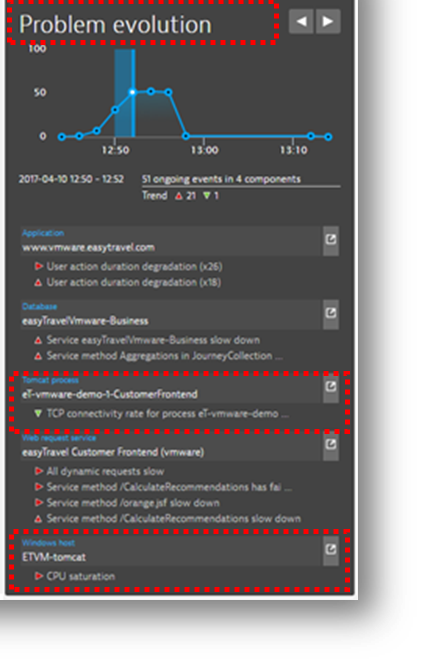 Problem evolution
100
50
0
12:50 13:00 13:10
2017-04-10 12:50 - 12:52 51 ongoing events in 4 components
Trend 21 1
Application
www.vmware.easytravel.com
User action duration degradation (x26)
User action duration degradation (x18)
Database
easyTravelVmware-Business
Service easyTravelVmware-Business slow down
Service method Aggregations in JourneyCollection ...
Tomcat process
eT-vmware-demo-1-CustomerFrontend
TCP connectivity rate for process eT-vmware-demo ...
Web request service
easyTravel Customer Frontend (vmware)
All dynamic requests slow
Service method /CalculateRecommendations has fai ...
Service method /orange.jsf slow down
Service method /CalculateRecommendations slow down
Windows host
ETVM-tomcat
CPU saturation